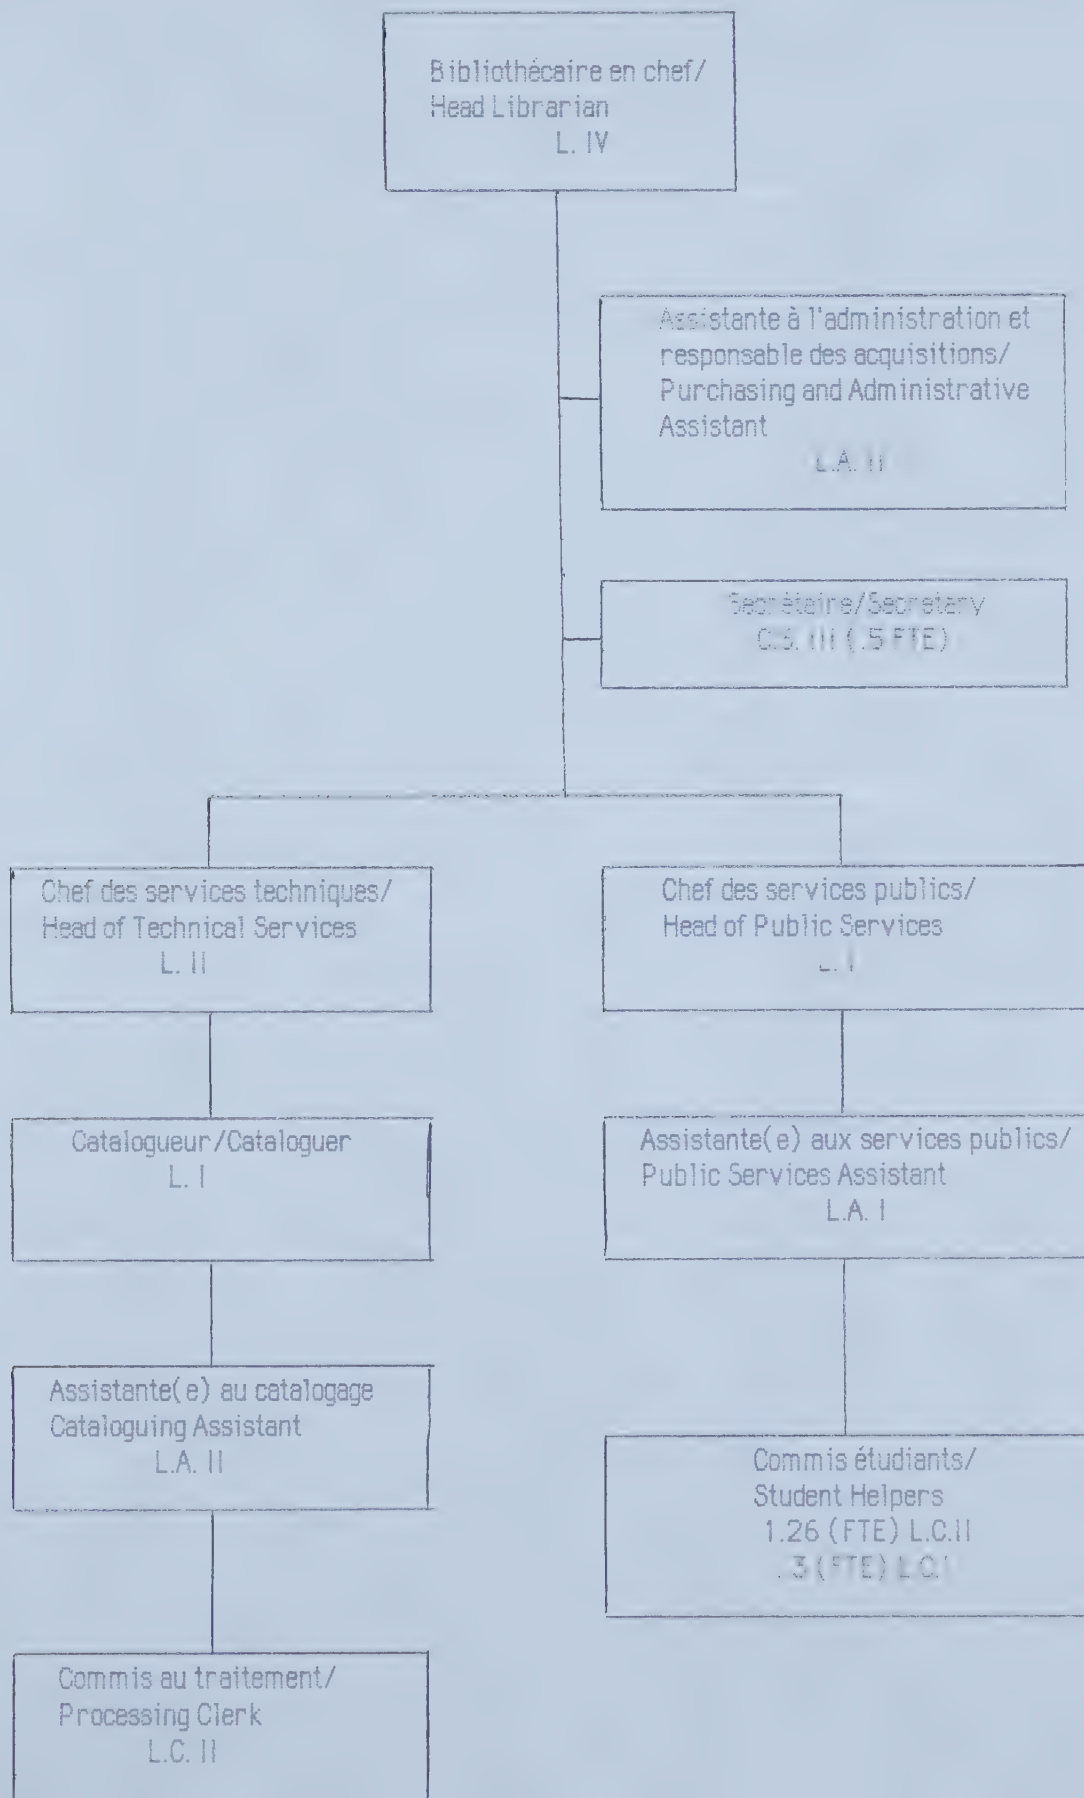 Bibliothécaire en chef/
Head Librarian
L. IV
Assistante à l'administration et
responsable des acquisitions/
Purchasing and Administrative
Assistant
L.A. II
Secrétaire/Secretary
C.S. III (.5 FTE)
Chef des services techniques/
Head of Technical Services
L. II
Chef des services publics/
Head of Public Services
L. I
Catalogueur/Cataloguer
L. I
Assistante(e) aux services publics/
Public Services Assistant
L.A. I
Assistante(e) au catalogage
Cataloguing Assistant
L.A. II
Commis étudiants/
Student Helpers
1.26 (FTE) L.C.II
.3 (FTE) L.C.I
Commis au traitement/
Processing Clerk
L.C. II